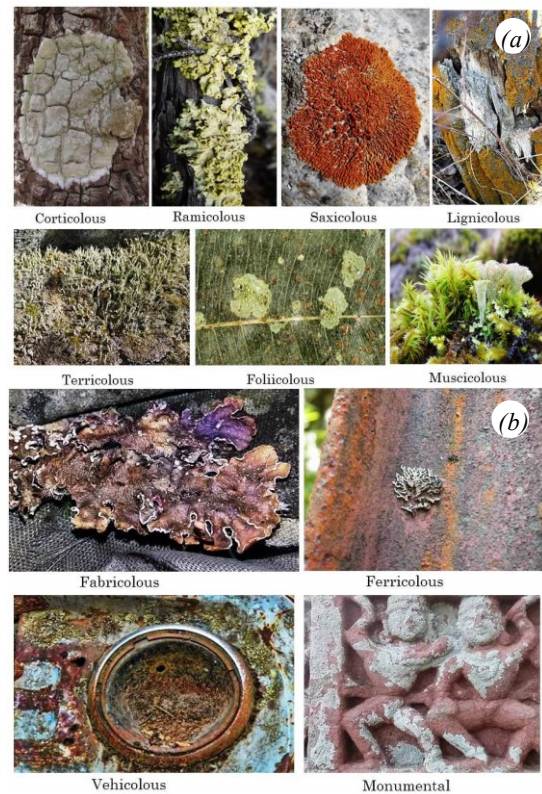 (a)
Corticolous Ramicolous Saxicolous Lignicolous
Terricolous Foliicolous Muscicolous
(b)
Fabricolous Ferricolous
Vehicolous Monumental